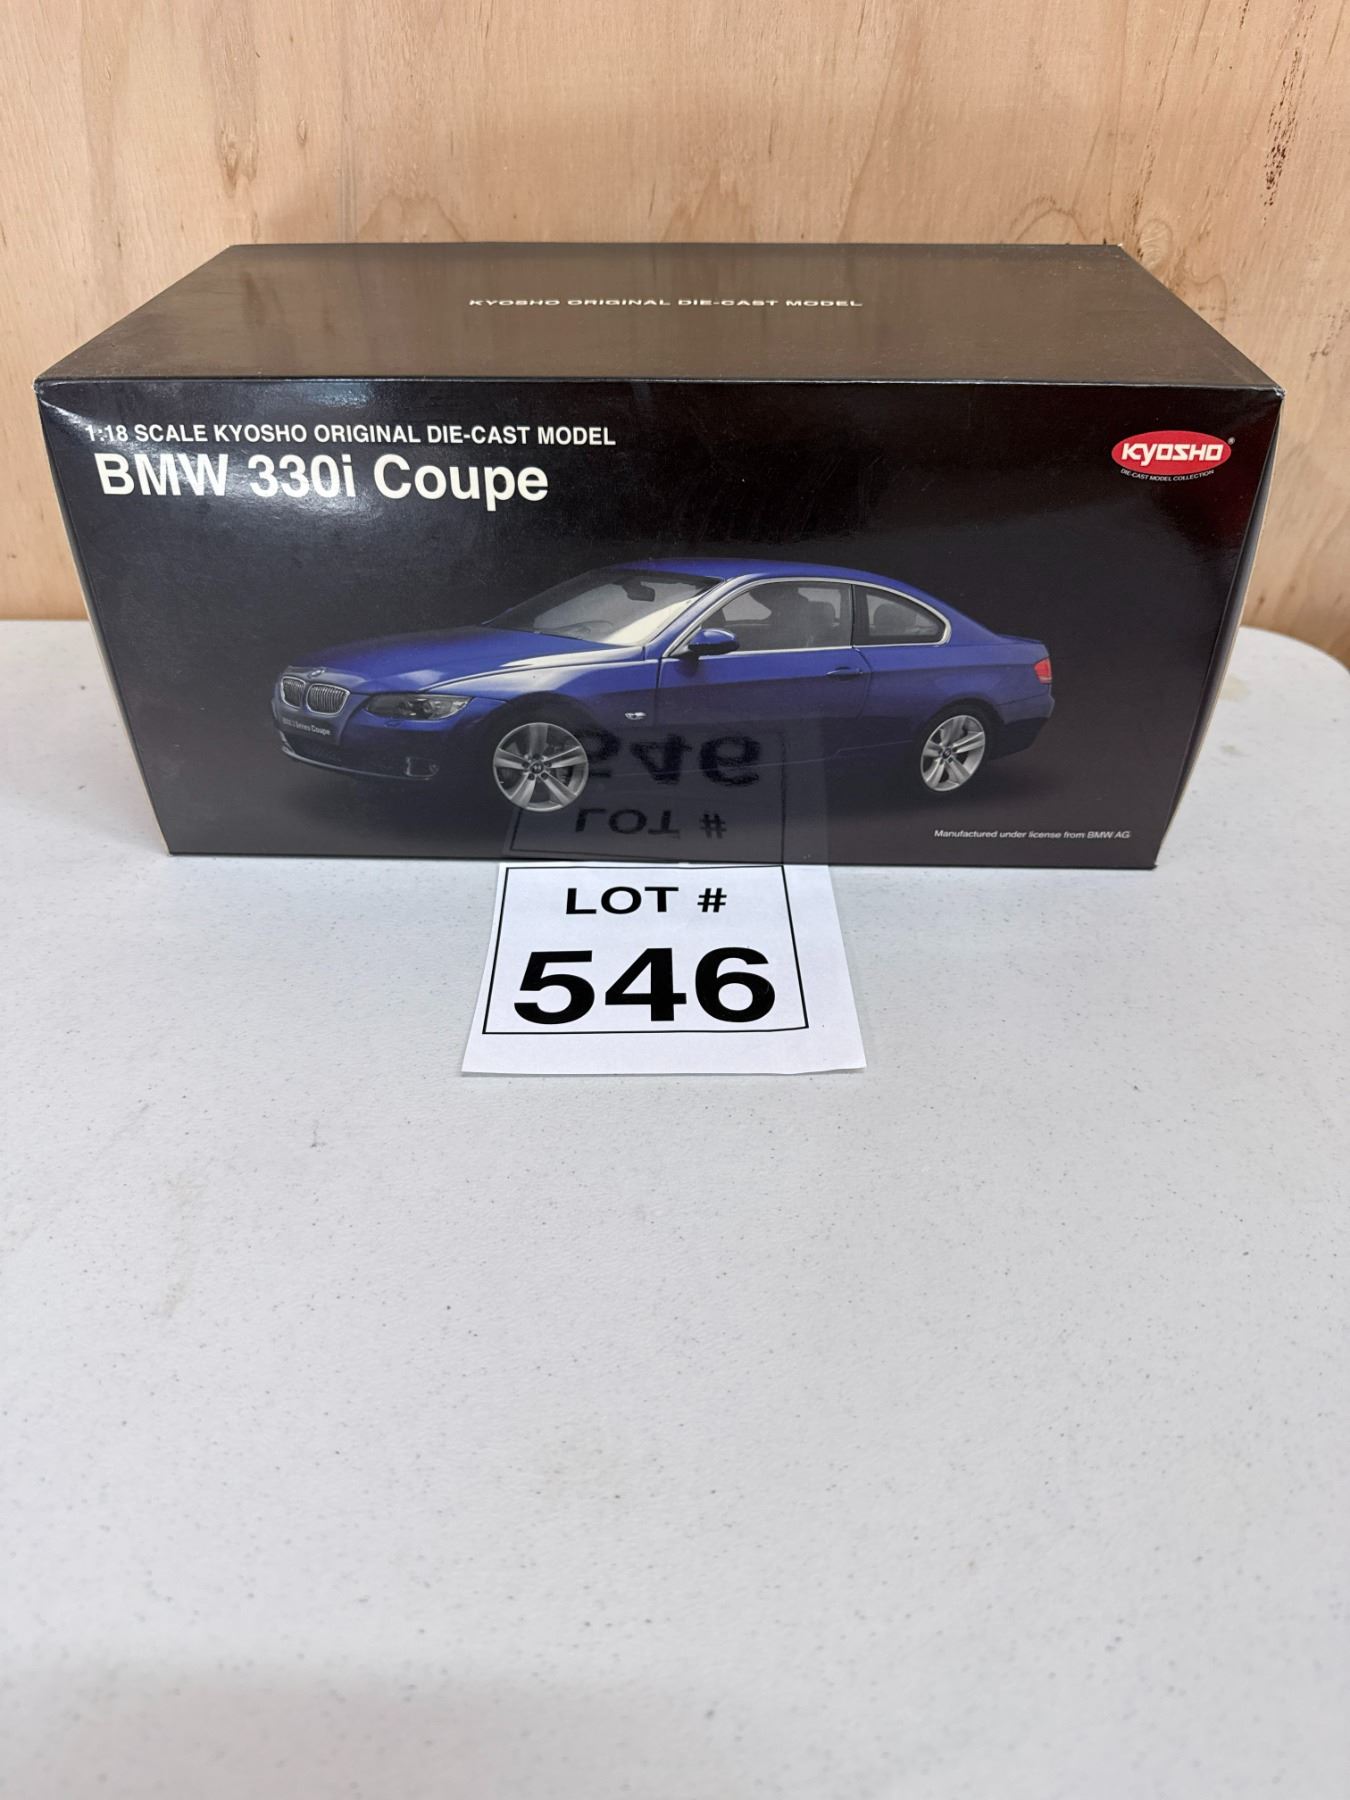 KYOSHO ORIGINAL DIE-CAST MODEL
1:18 SCALE KYOSHO ORIGINAL DIE-CAST MODEL
BMW 330i Coupe
KYOSHO®
DIE-CAST MODEL COLLECTION
Manufactured under license from BMW AG
LOT #
546